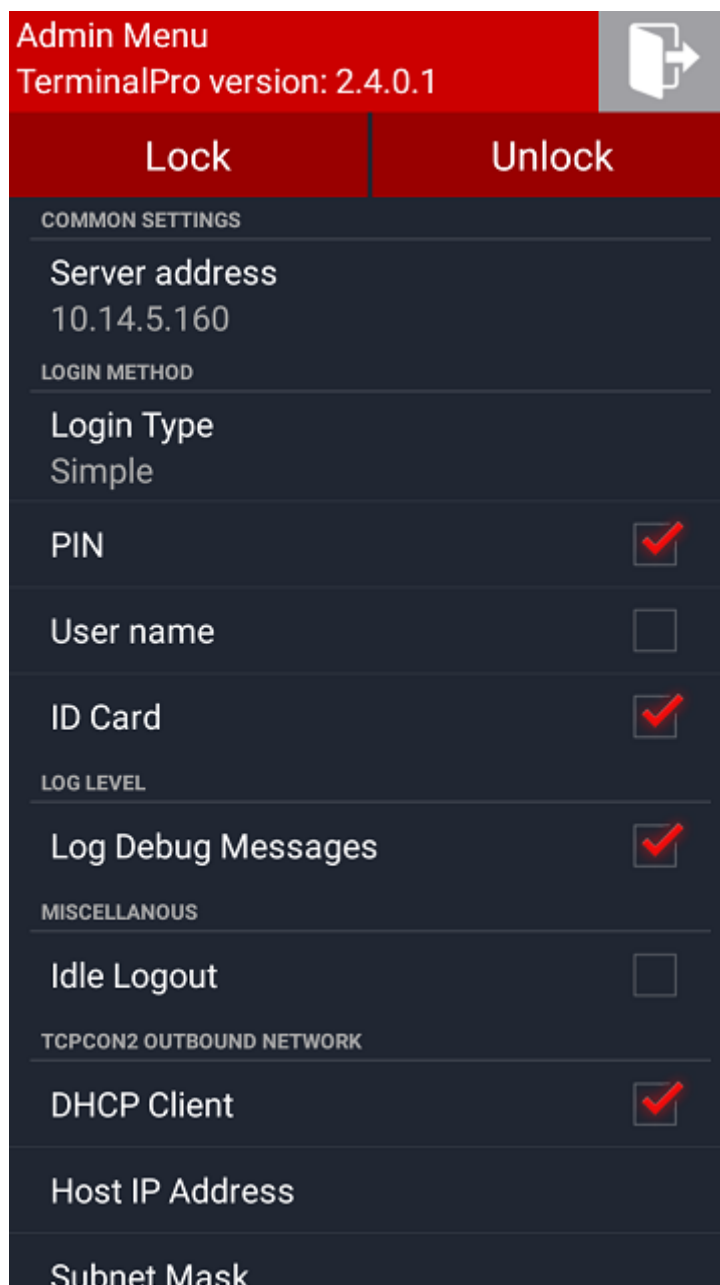 Admin Menu
TerminalPro version: 2.4.0.1
Lock
Unlock
COMMON SETTINGS
Server address
10.14.5.160
LOGIN METHOD
Login Type
Simple
PIN
User name
ID Card
LOG LEVEL
Log Debug Messages
MISCELLANOUS
Idle Logout
TCPCON2 OUTBOUND NETWORK
DHCP Client
Host IP Address
Subnet Mask